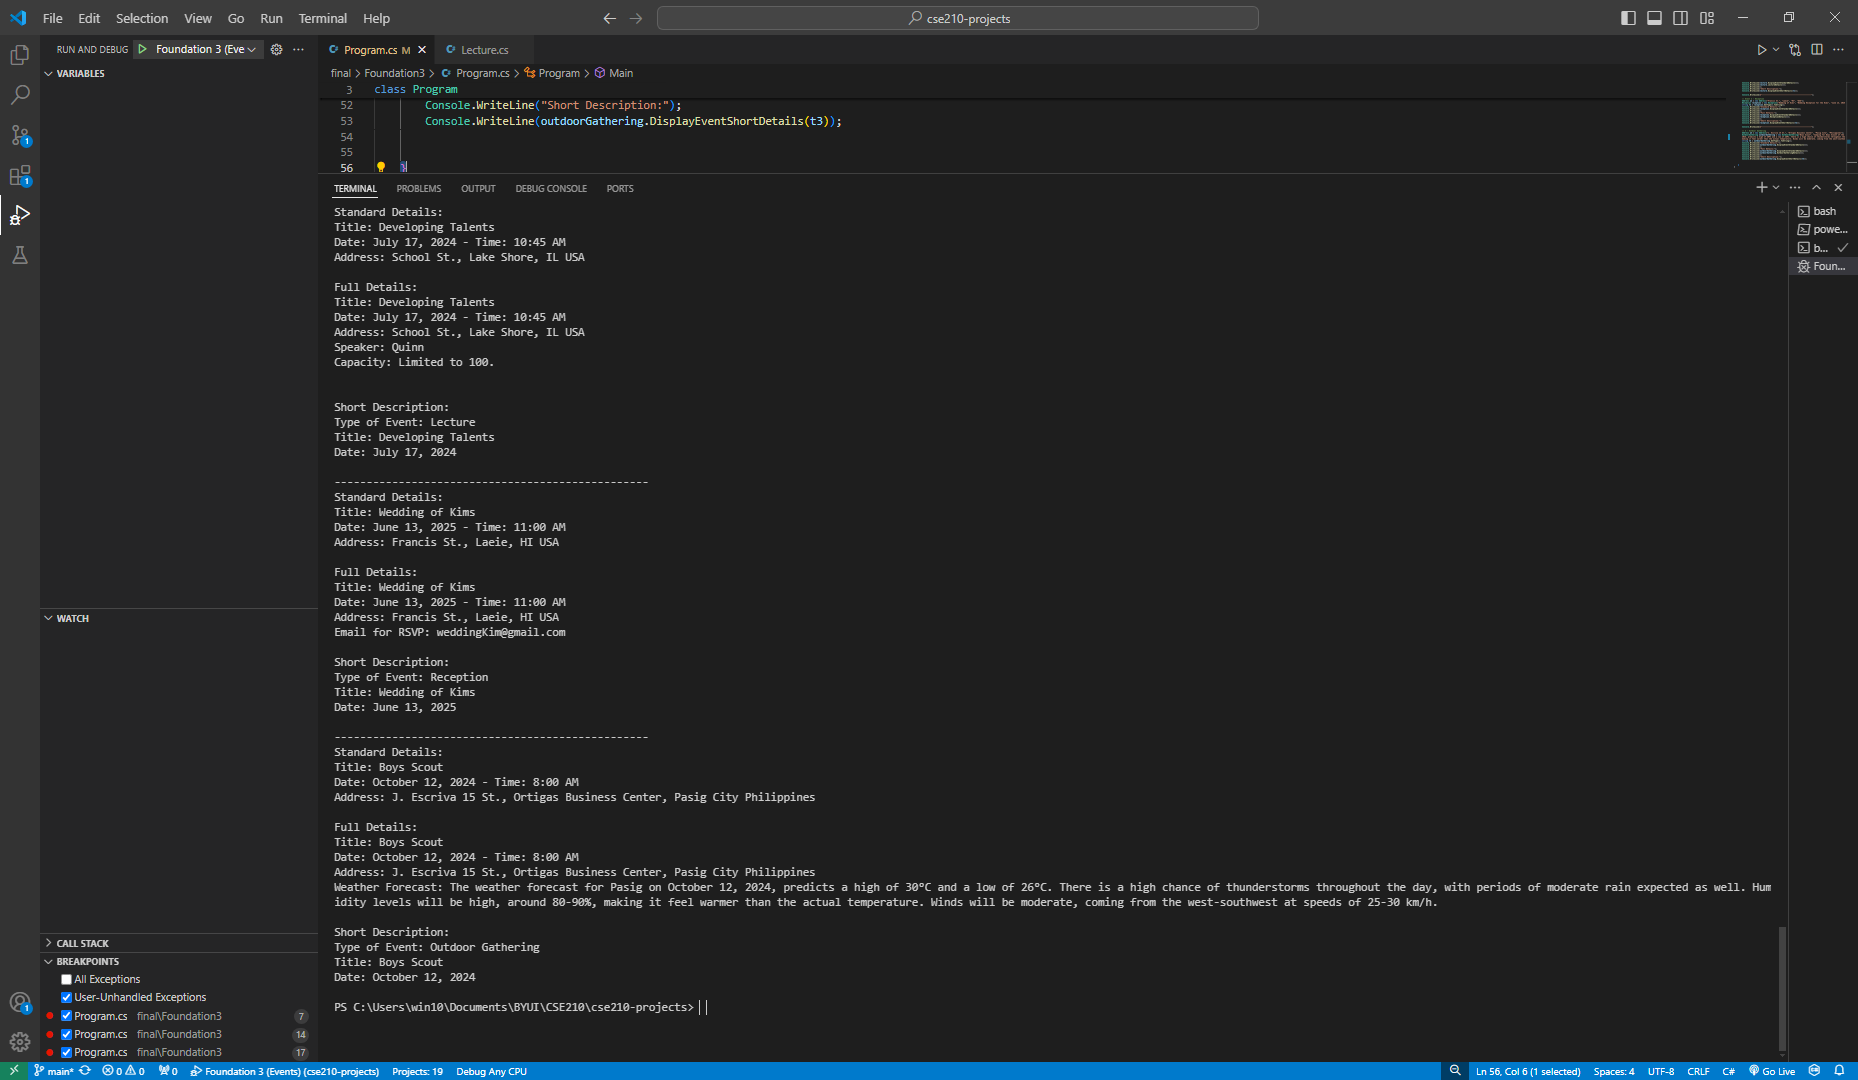 File Edit Selection View Go Run Terminal Help
cse210-projects
RUN AND DEBUG Foundation 3 (Eve
Program.cs M
Lecture.cs
VARIABLES
final > Foundation3 > Program.cs > Program > Main
3 class Program
52 Console.WriteLine("Short Description:");
53 Console.WriteLine(outdoorGathering.DisplayEventShortDetails(t3));
54
55
56 }
TERMINAL PROBLEMS OUTPUT DEBUG CONSOLE PORTS
Standard Details:
Title: Developing Talents
Date: July 17, 2024 - Time: 10:45 AM
Address: School St., Lake Shore, IL USA
Full Details:
Title: Developing Talents
Date: July 17, 2024 - Time: 10:45 AM
Address: School St., Lake Shore, IL USA
Speaker: Quinn
Capacity: Limited to 100.
Short Description:
Type of Event: Lecture
Title: Developing Talents
Date: July 17, 2024
-------------------------------------------------
Standard Details:
Title: Wedding of Kims
Date: June 13, 2025 - Time: 11:00 AM
Address: Francis St., Laeie, HI USA
Full Details:
Title: Wedding of Kims
Date: June 13, 2025 - Time: 11:00 AM
Address: Francis St., Laeie, HI USA
Email for RSVP: weddingKim@gmail.com
Short Description:
Type of Event: Reception
Title: Wedding of Kims
Date: June 13, 2025
-------------------------------------------------
Standard Details:
Title: Boys Scout
Date: October 12, 2024 - Time: 8:00 AM
Address: J. Escriva 15 St., Ortigas Business Center, Pasig City Philippines
Full Details:
Title: Boys Scout
Date: October 12, 2024 - Time: 8:00 AM
Address: J. Escriva 15 St., Ortigas Business Center, Pasig City Philippines
Weather Forecast: The weather forecast for Pasig on October 12, 2024, predicts a high of 30°C and a low of 26°C. There is a high chance of thunderstorms throughout the day, with periods of moderate rain expected as well. Hum
idity levels will be high, around 80-90%, making it feel warmer than the actual temperature. Winds will be moderate, coming from the west-southwest at speeds of 25-30 km/h.
Short Description:
Type of Event: Outdoor Gathering
Title: Boys Scout
Date: October 12, 2024
PS C:\Users\win10\Documents\BYUI\CSE210\cse210-projects>
bash
powe...
b...
Foun...
WATCH
CALL STACK
BREAKPOINTS
All Exceptions
User-Unhandled Exceptions
Program.cs final\Foundation3 7
Program.cs final\Foundation3 14
Program.cs final\Foundation3 17
1
1
1
main* 0 0 0 Foundation 3 (Events) (cse210-projects) Projects: 19 Debug Any CPU
Ln 56, Col 6 (1 selected) Spaces: 4 UTF-8 CRLF C# Go Live